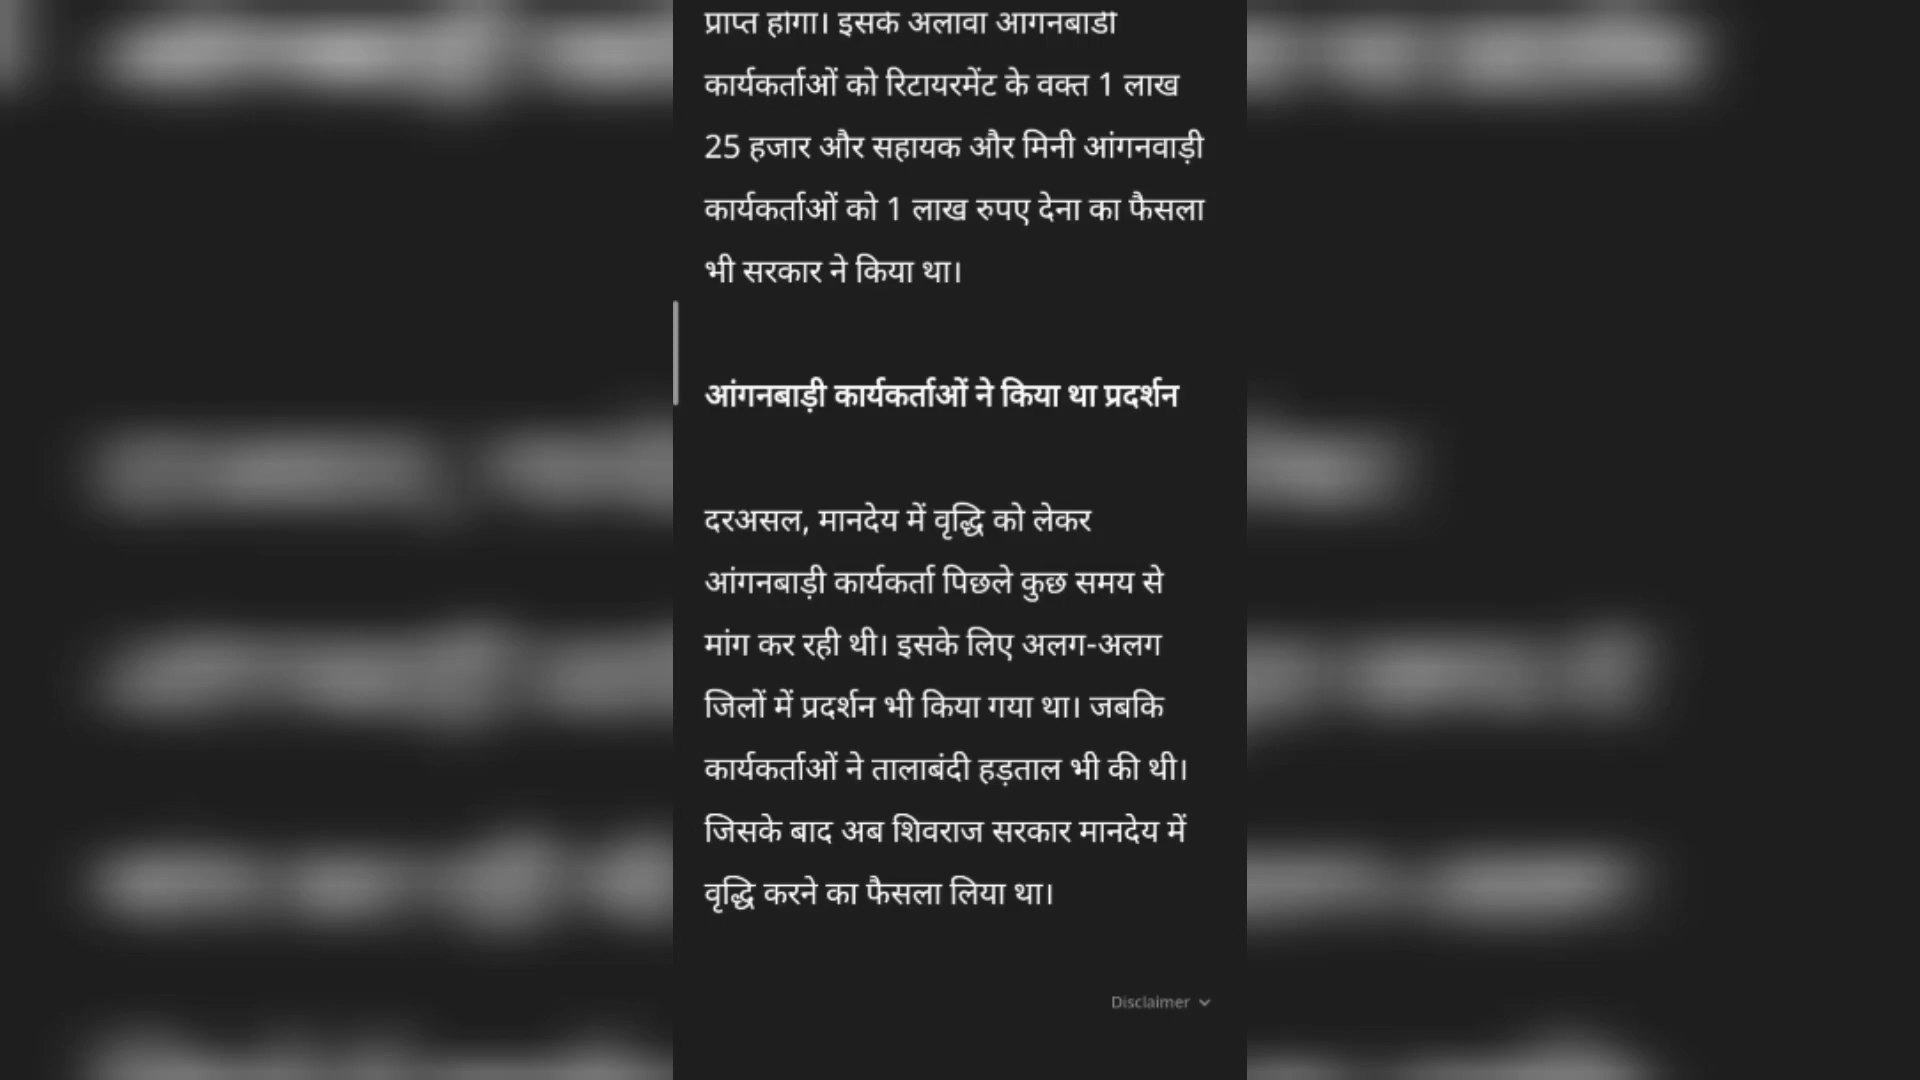 प्राप्त होगा। इसके अलावा आंगनबाडी
कार्यकर्ताओं को रिटायरमेंट के वक्त 1 लाख
25 हजार और सहायक और मिनी आंगनवाड़ी
कार्यकर्ताओं को 1 लाख रुपए देना का फैसला
भी सरकार ने किया था।
आंगनबाड़ी कार्यकर्ताओं ने किया था प्रदर्शन
दरअसल, मानदेय में वृद्धि को लेकर
आंगनबाड़ी कार्यकर्ता पिछले कुछ समय से
मांग कर रही थी। इसके लिए अलग-अलग
जिलों में प्रदर्शन भी किया गया था। जबकि
कार्यकर्ताओं ने तालाबंदी हड़ताल भी की थी।
जिसके बाद अब शिवराज सरकार मानदेय में
वृद्धि करने का फैसला लिया था।
Disclaimer